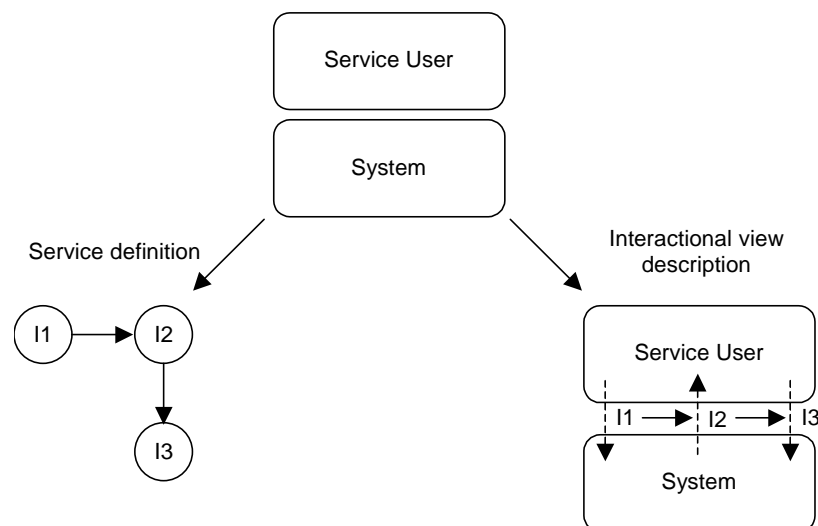 Service User
System
Service definition
Interactional view
description
I1
I2
I3
Service User
I1
I2
I3
System